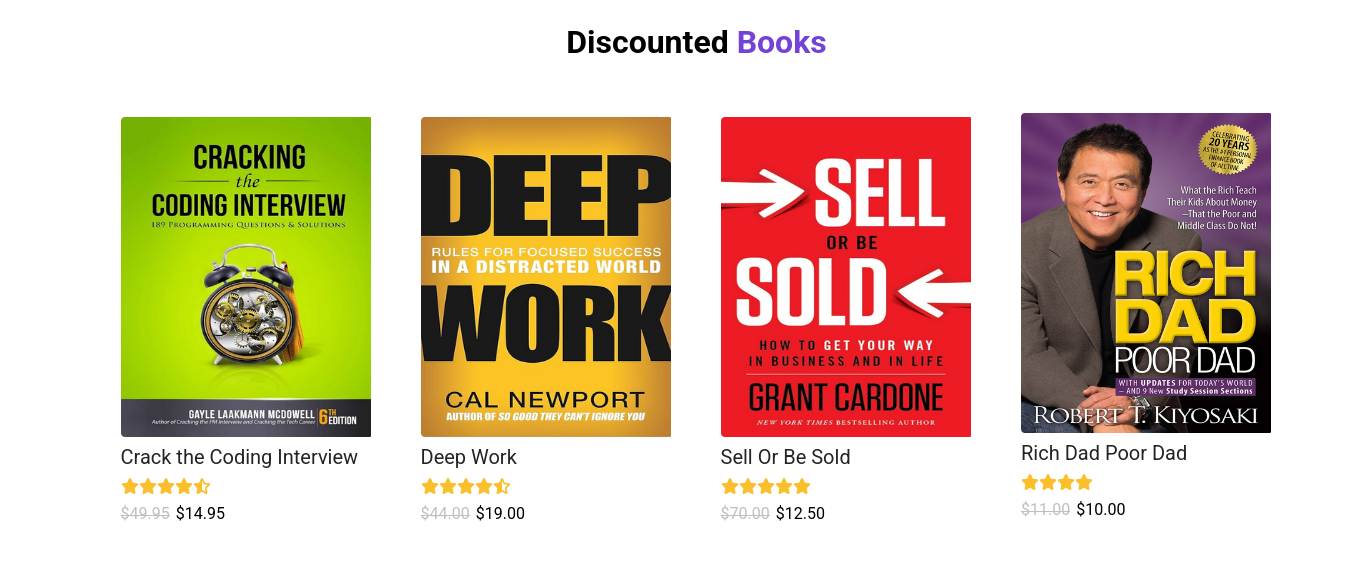 Discounted Books
CRACKING
the
CODING INTERVIEW
189 PROGRAMMING QUESTIONS & SOLUTIONS
GAYLE LAAKMANN MCDOWELL
Author of Cracking the PM Interview and Cracking the Tech Career
6TH EDITION
Crack the Coding Interview
$49.95 $14.95
DEEP
RULES FOR FOCUSED SUCCESS
IN A DISTRACTED WORLD
WORK
CAL NEWPORT
AUTHOR OF SO GOOD THEY CAN'T IGNORE YOU
Deep Work
$44.00 $19.00
SELL
OR BE
SOLD
HOW TO GET YOUR WAY
IN BUSINESS AND IN LIFE
GRANT CARDONE
NEW YORK TIMES BESTSELLING AUTHOR
Sell Or Be Sold
$70.00 $12.50
CELEBRATING
20 YEARS
AS THE #1 PERSONAL
FINANCE BOOK
OF ALL TIME
What the Rich Teach
Their Kids About Money
—That the Poor and
Middle Class Do Not!
RICH
DAD
POOR DAD
WITH UPDATES FOR TODAY'S WORLD
— AND 9 New Study Session Sections
ROBERT T. KIYOSAKI
Rich Dad Poor Dad
$11.00 $10.00